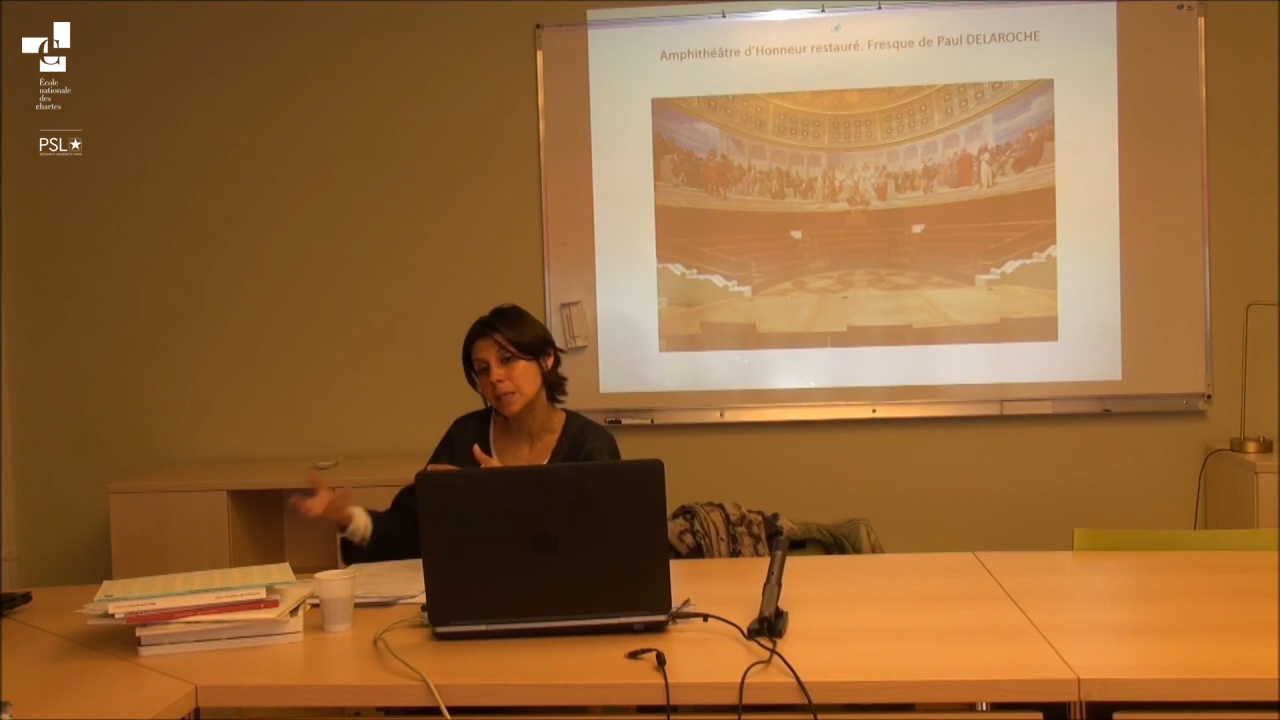 École
nationale
des
chartes
PSL
Amphithéâtre d'Honneur restauré. Fresque de Paul DELAROCHE